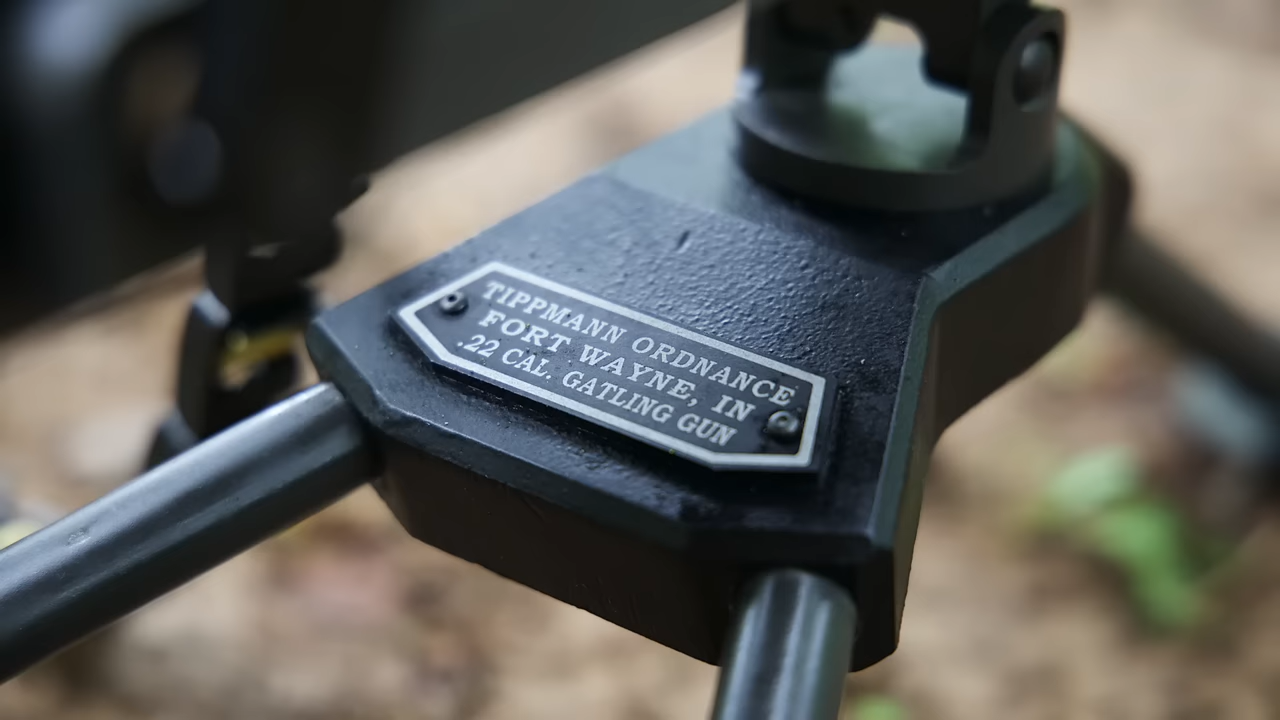 TIPPMANN ORDNANCE
FORT WAYNE, IN
.22 CAL. GATLING GUN